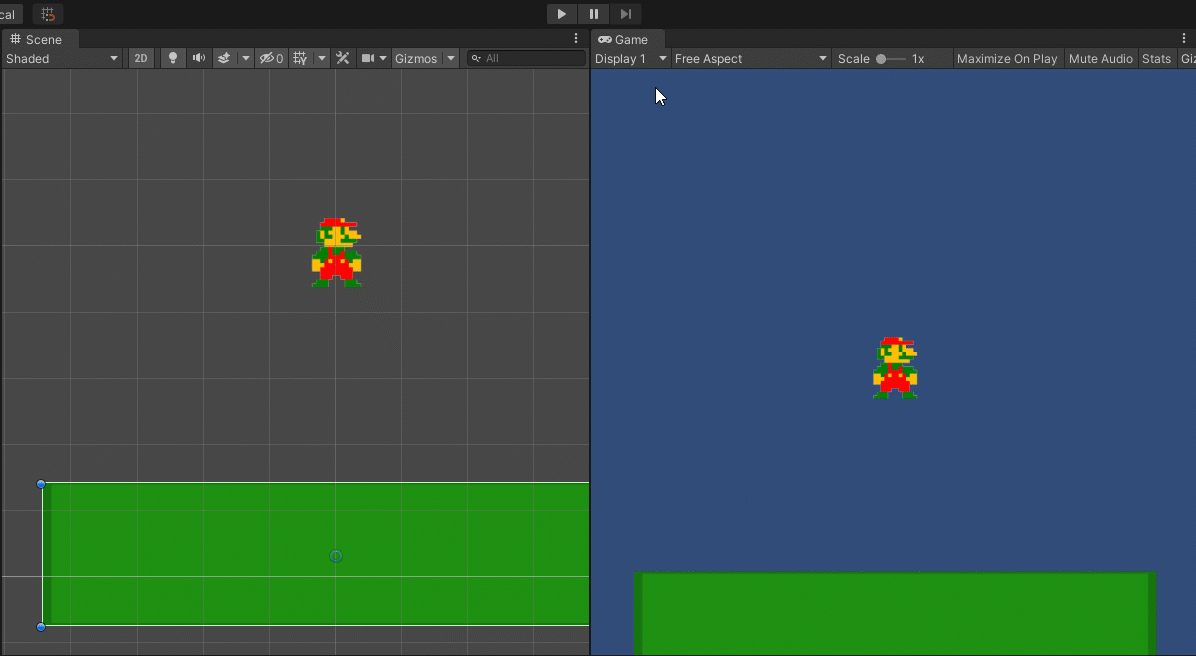 cal
Scene
Game
Shaded 2D 0 Gizmos All
Display 1 Free Aspect Scale 1x Maximize On Play Mute Audio Stats Giz